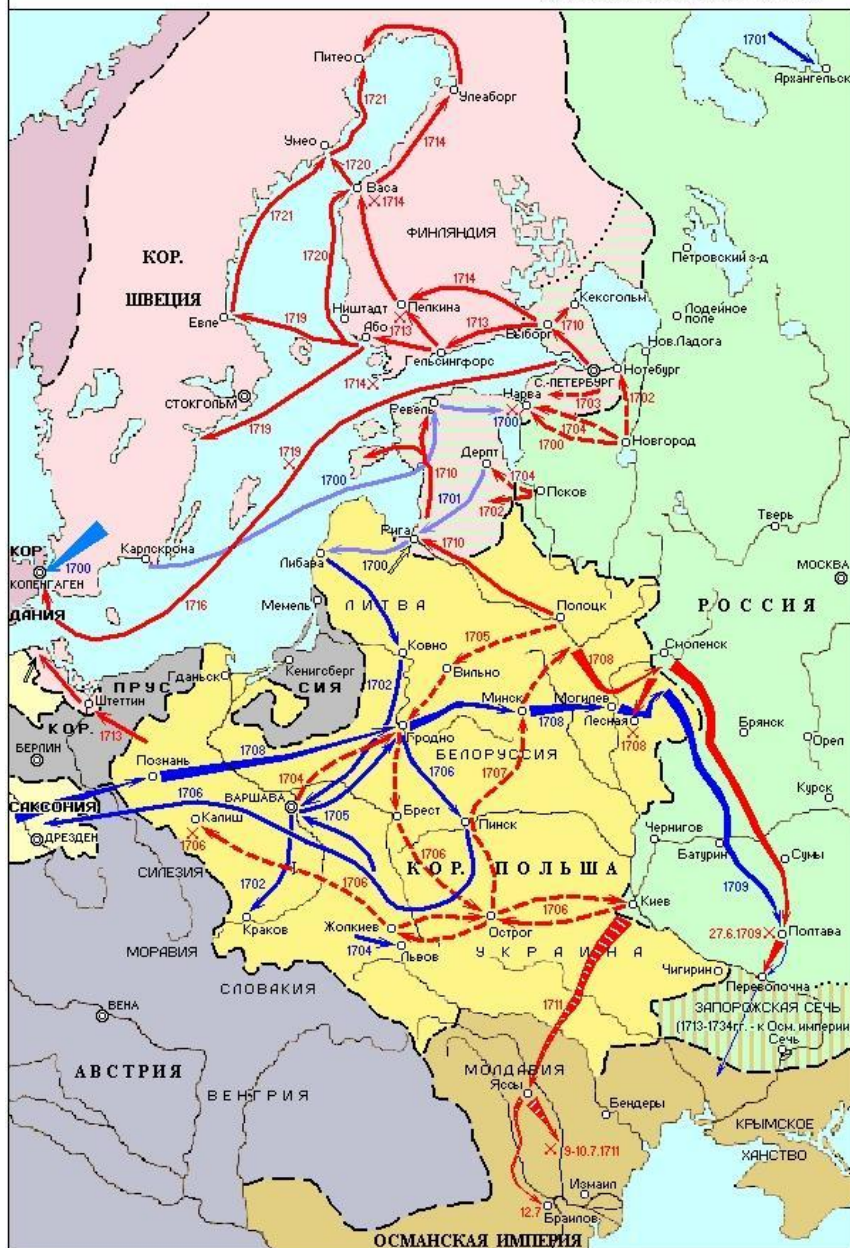 1701
Архангельск
Питео
Улеаборг
1721
1714
Умео
1720
Васа
1714
1721
ФИНЛЯНДИЯ
КОР.
ШВЕЦИЯ
1720
Петровский з-д
1714
Кексгольм
Ништадт
Пелкина
Лодейное
поле
Евле
1719
Або
1713
1713
Выборг
1710
Нов.Ладога
Гельсингфорс
1714
С.-ПЕТЕРБУРГ
Нотебург
СТОКГОЛЬМ
Ревель
Нарва
1703
1702
1719
1700
1704
1700
Новгород
1719
Дерпт
1700
1710
1704
1701
Псков
1702
Тверь
Рига
КОР.
1700
Карлскрона
Либава
1700
1710
МОСКВА
КОПЕНГАГЕН
ДАНИЯ
1716
Мемель
ЛИТВА
Полоцк
РОССИЯ
Ковно
1705
Смоленск
1708
Гданьск
Кенигсберг
1702
Вильно
ПРУС
СИЯ
Минск
Могилев
Штеттин
КОР.
Лесная
1708
Брянск
1713
1708
Гродно
1708
Орел
БЕРЛИН
БЕЛОРУССИЯ
Познань
1704
1706
1707
Курск
САКСОНИЯ
1706
ВАРШАВА
1705
Калиш
Брест
Пинск
Чернигов
ДРЕЗДЕН
1706
Батурин
Сумы
СИЛЕЗИЯ
1706
КОР. ПОЛЬША
1709
1702
1706
1706
Киев
Жолкиев
Острог
Краков
27.6.1709
Полтава
МОРАВИЯ
1704
Львов
УКРАИНА
Чигирин
Переволочна
СЛОВАКИЯ
ВЕНА
1711
ЗАПОРОЖСКАЯ СЕЧЬ
(1713-1734гг. - к Осм. империи
Сечь
АВСТРИЯ
МОЛДАВИЯ
Яссы
ВЕНГРИЯ
Бендеры
КРЫМСКОЕ
9-10.7.1711
ХАНСТВО
Измаил
12.7
Браилов
ОСМАНСКАЯ ИМПЕРИЯ